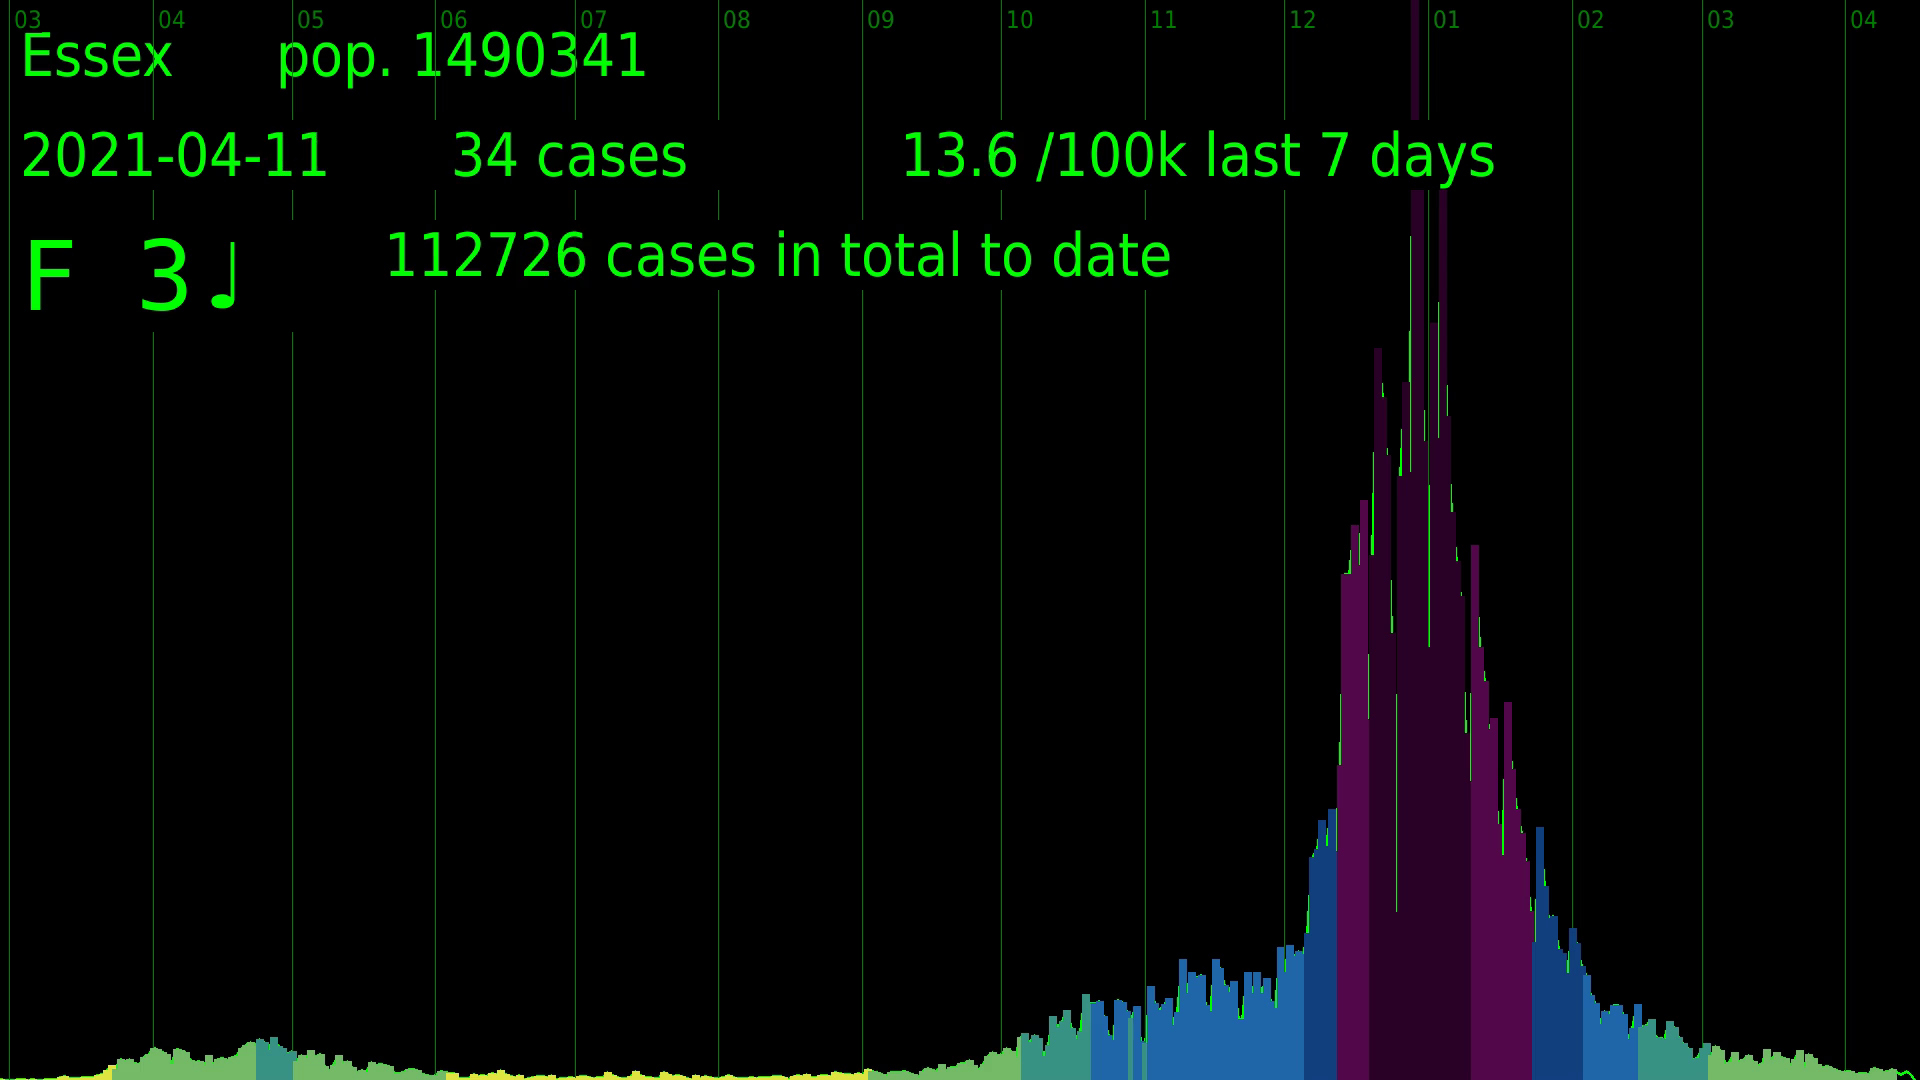 03 04 05 06 07 08 09 10 11 12 01 02 03 04
Essex pop. 1490341
2021-04-11 34 cases 13.6 /100k last 7 days
F 3♩ 112726 cases in total to date